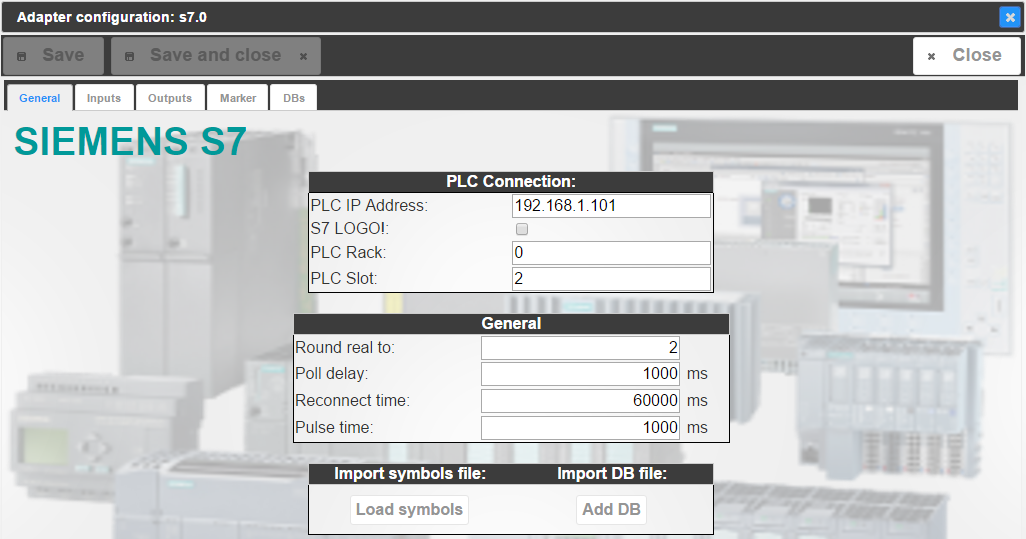 Adapter configuration: s7.0
Save Save and close Close
General Inputs Outputs Marker DBs
SIEMENS S7
PLC Connection:
PLC IP Address: 192.168.1.101
S7 LOGO!:
PLC Rack: 0
PLC Slot: 2
General
Round real to: 2
Poll delay: 1000 ms
Reconnect time: 60000 ms
Pulse time: 1000 ms
Import symbols file: Import DB file:
Load symbols Add DB